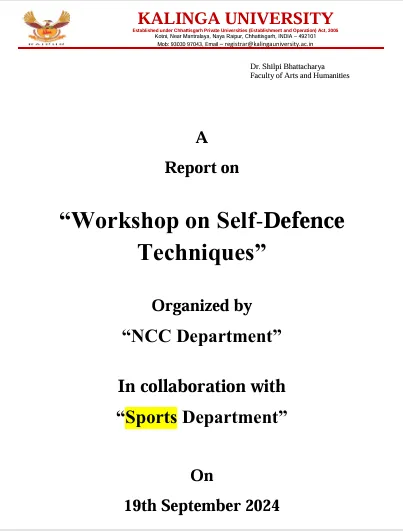 KALINGA UNIVERSITY
Established under Chhattisgarh Private Universities (Establishment and Operation) Act, 2005
Kotni, Near Mantralaya, Naya Raipur, Chhattisgarh, INDIA – 492101
Mob: 93030 97043, Email – registrar@kalingauniversity.ac.in
RAIPUR
Dr. Shilpi Bhattacharya
Faculty of Arts and Humanities
A
Report on
“Workshop on Self-Defence
Techniques”
Organized by
“NCC Department”
In collaboration with
“Sports Department”
On
19th September 2024